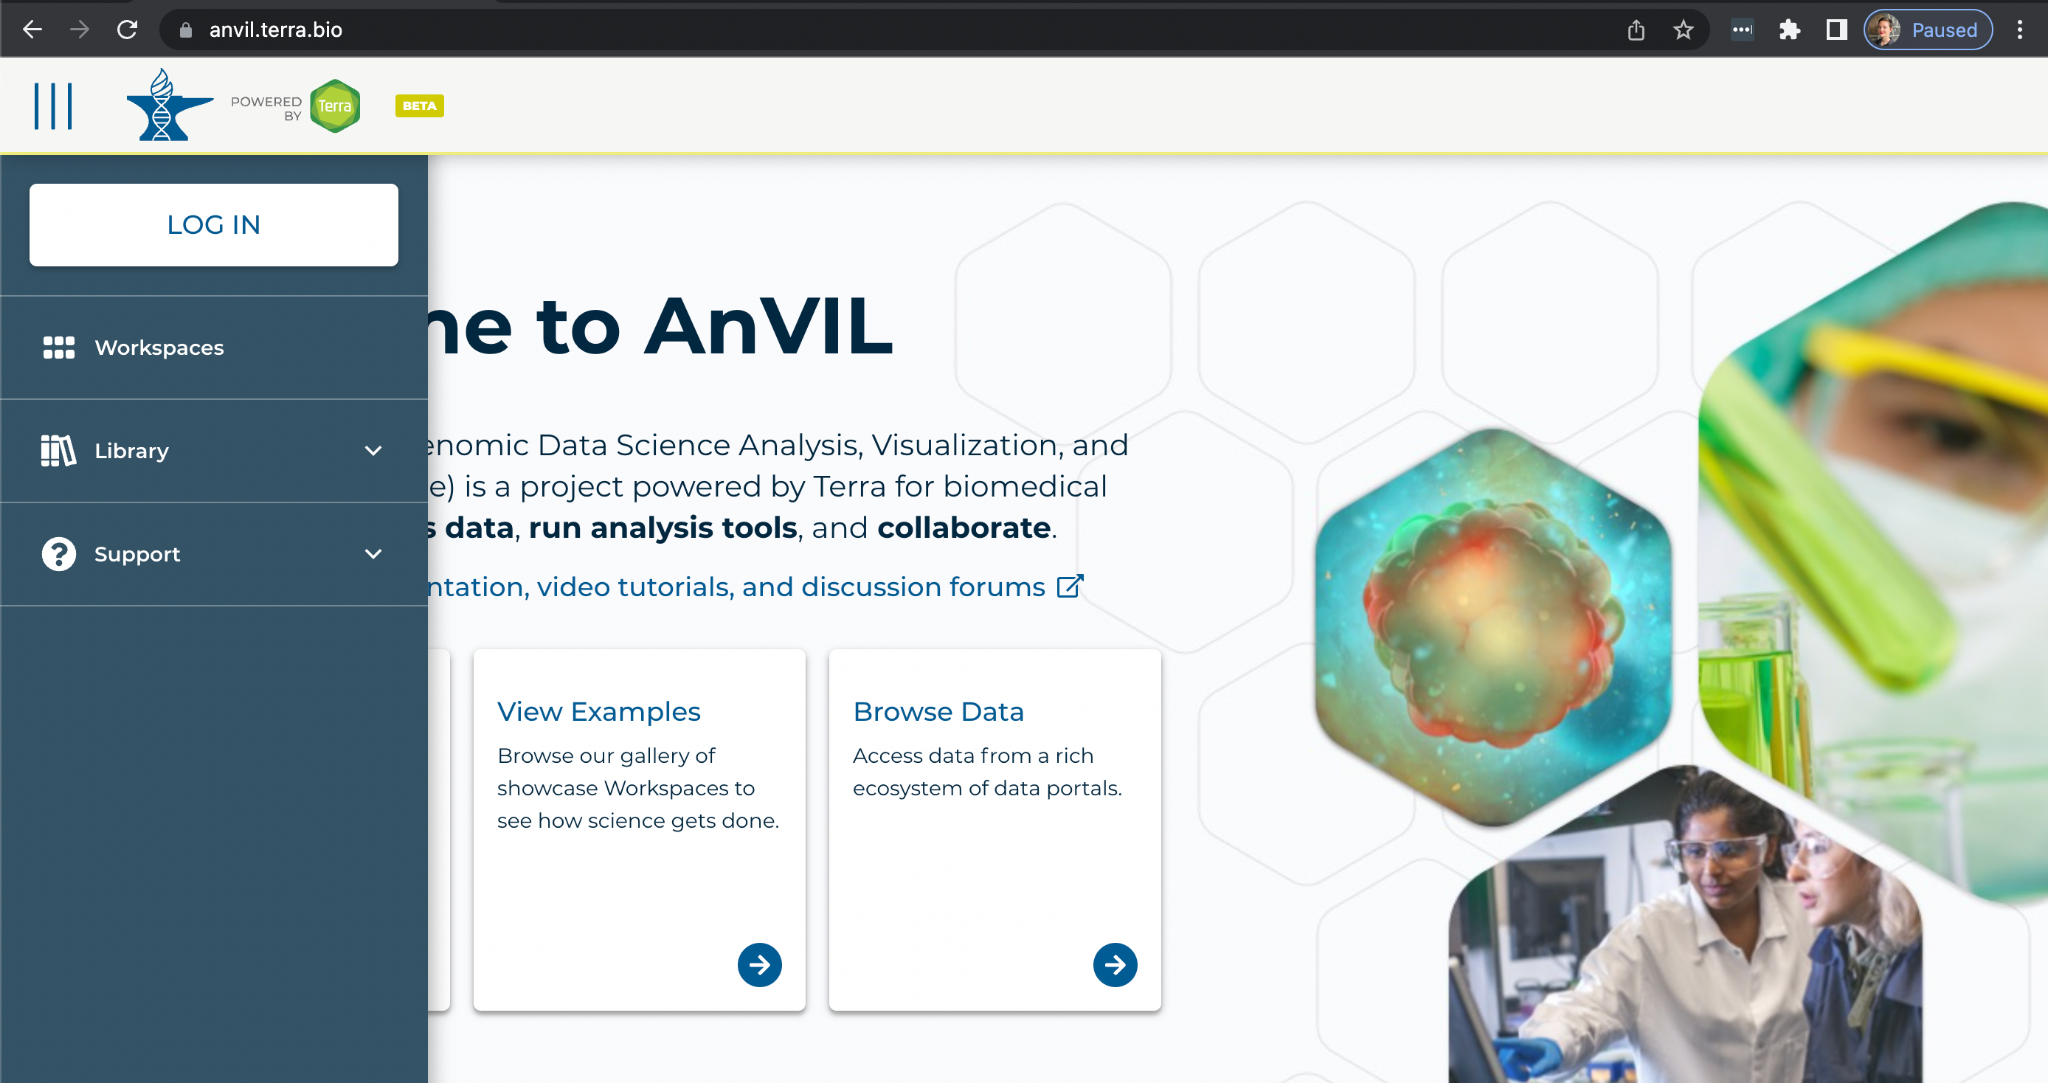 anvil.terra.bio
Paused
POWERED
BY
Terra
BETA
LOG IN
Workspaces
Library
Support
to AnVIL
Data Science Analysis, Visualization, and
is a project powered by Terra for biomedical
data, run analysis tools, and collaborate.
video tutorials, and discussion forums
View Examples
Browse our gallery of
showcase Workspaces to
see how science gets done.
Browse Data
Access data from a rich
ecosystem of data portals.